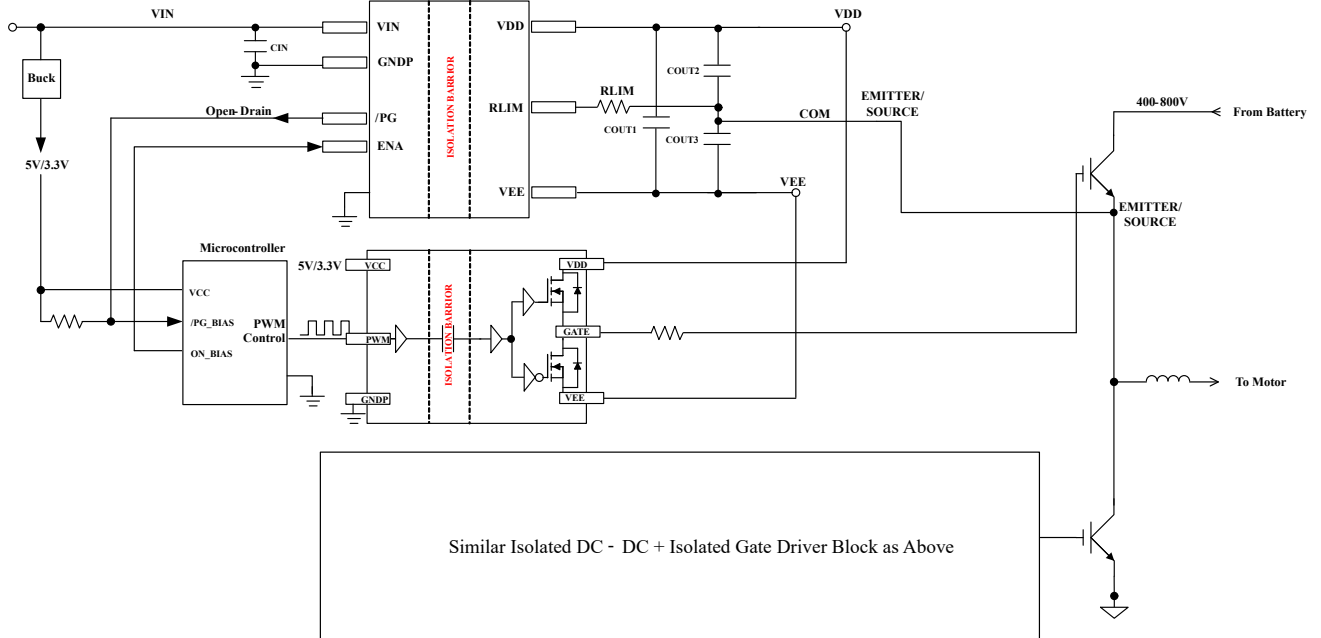 VIN
VIN
VDD
VDD
CIN
GNDP
Buck
COUT2
ISOLATION BARRIOR
RLIM
RLIM
EMITTER/
SOURCE
400-800V
From Battery
Open-Drain
/PG
COM
COUT1
COUT3
ENA
5V/3.3V
VEE
VEE
EMITTER/
SOURCE
Microcontroller
5V/3.3V
VCC
VDD
VCC
/PG_BIAS
PWM
Control
ON_BIAS
PWM
ISOLATION BARRIOR
GATE
GNDP
VEE
To Motor
Similar Isolated DC - DC + Isolated Gate Driver Block as Above